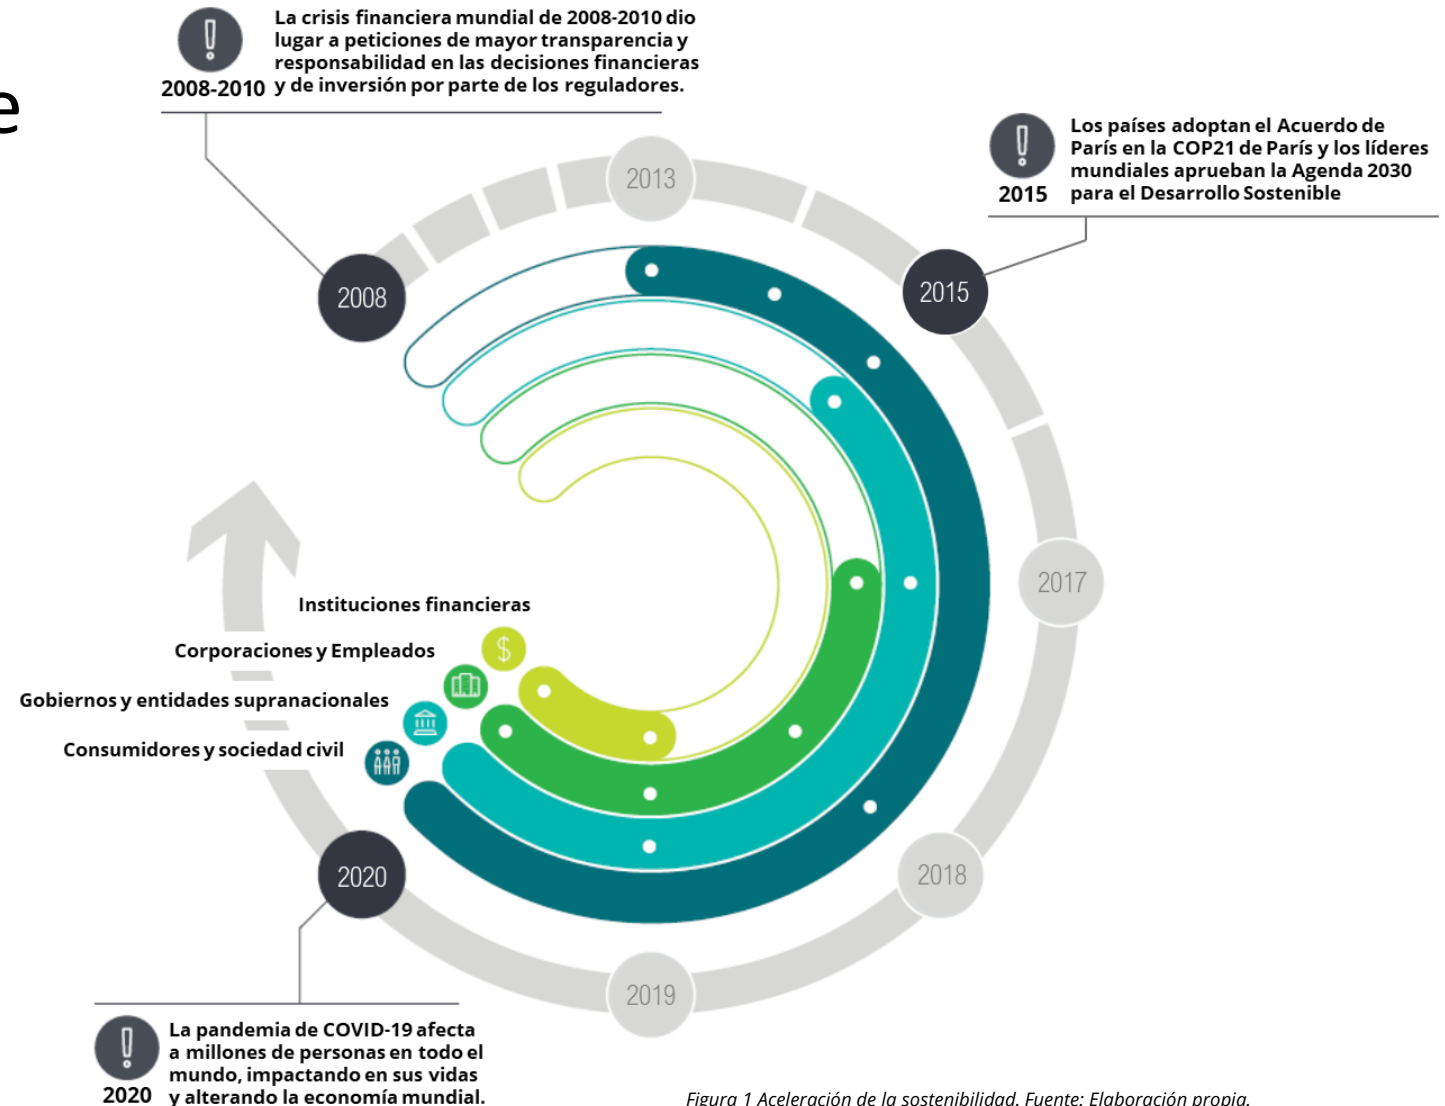 e
La crisis financiera mundial de 2008-2010 dio
lugar a peticiones de mayor transparencia y
responsabilidad en las decisiones financieras
y de inversión por parte de los reguladores.
2008-2010
Los países adoptan el Acuerdo de
París en la COP21 de París y los líderes
mundiales aprueban la Agenda 2030
para el Desarrollo Sostenible
2015
2013
2008
2015
2017
Instituciones financieras
$
Corporaciones y Empleados
Gobiernos y entidades supranacionales
Consumidores y sociedad civil
2018
2020
2019
La pandemia de COVID-19 afecta
a millones de personas en todo el
mundo, impactando en sus vidas
y alterando la economía mundial.
2020
Figura 1 Aceleración de la sostenibilidad. Fuente: Elaboración propia.